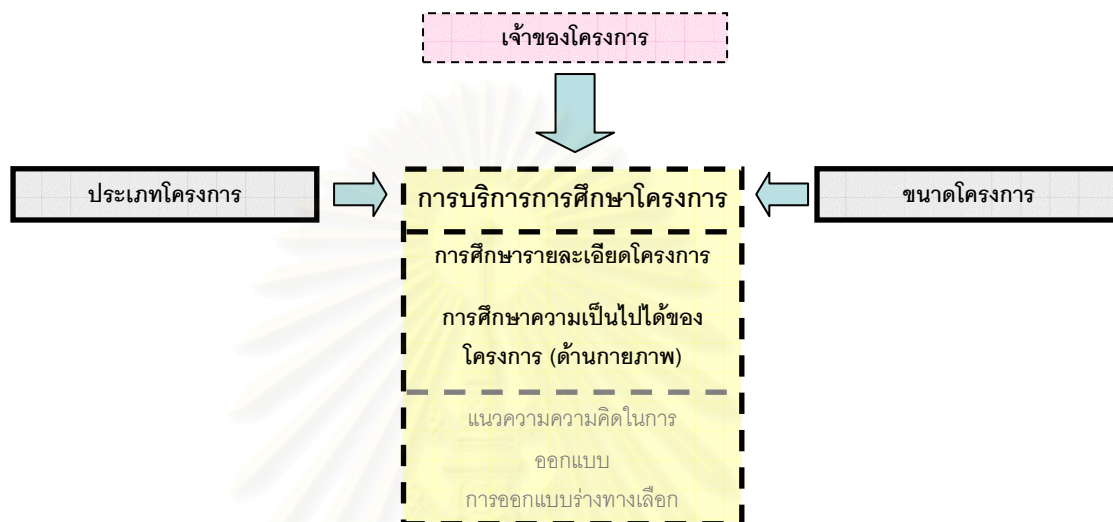 เจ้าของโครงการ
ประเภทโครงการ
การบริการการศึกษาโครงการ
ขนาดโครงการ
การศึกษารายละเอียดโครงการ
การศึกษาความเป็นไปได้ของ
โครงการ (ด้านกายภาพ)
แนวความความคิดในการ
ออกแบบ
การออกแบบร่างทางเลือก